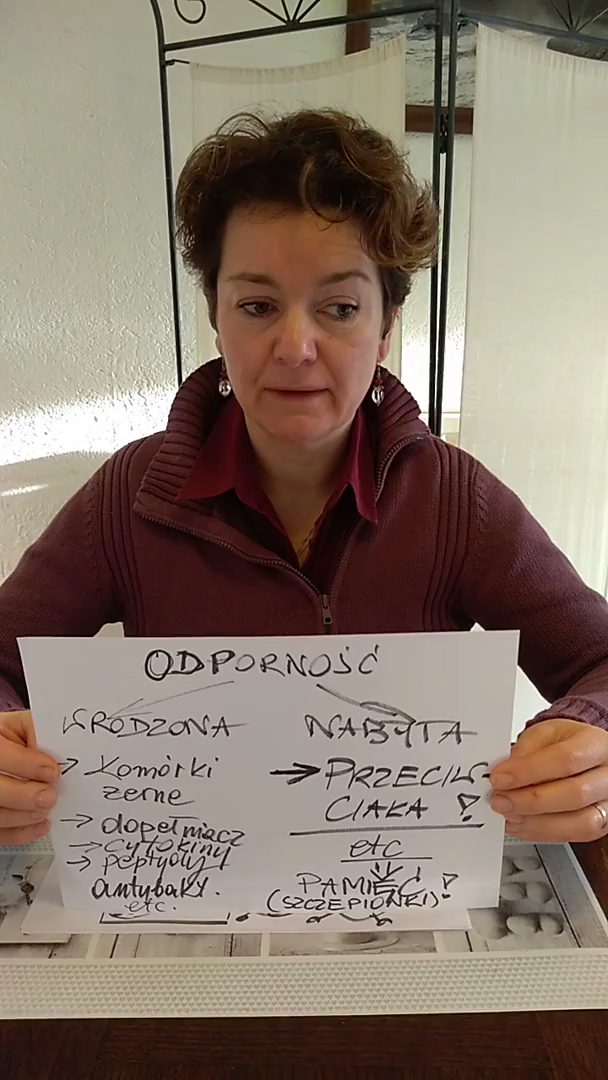 ODPORNOŚĆ
WRODZONA
→ komórki
żerne
→ dopełniacz
→ cytokiny
→ peptydy
antybakt.
etc.
NABYTA
→ PRZECIW-
CIAŁA !
etc
PAMIĘĆ !
(SZCZEPIONKI)